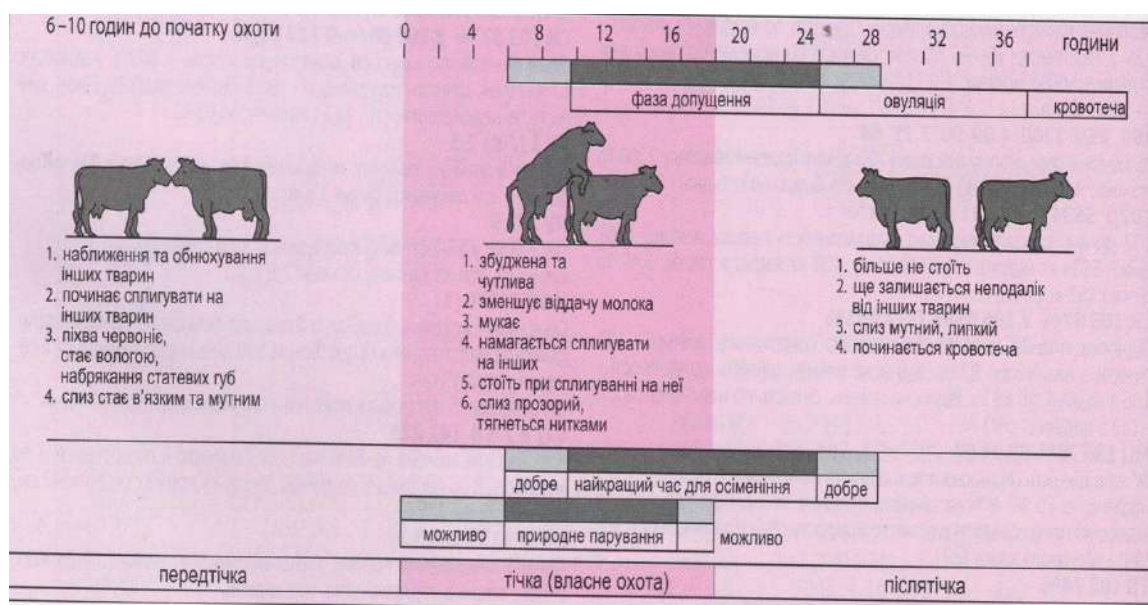 6–10 годин до початку охоти
0 4 8 12 16 20 24 28 32 36 години
фаза допущення овуляція кровотеча
1. наближення та обнюхування
інших тварин
2. починає сплигувати на
інших тварин
3. піхва червоніє,
стає вологою,
набрякання статевих губ
4. слиз стає в’язким та мутним
1. збуджена та
чутлива
2. зменшує віддачу молока
3. мукає
4. намагається сплигувати
на інших
5. стоїть при сплигуванні на неї
6. слиз прозорий,
тягнеться нитками
1. більше не стоїть
2. ще залишається неподалік
від інших тварин
3. слиз мутний, липкий
4. починається кровотеча
добре найкращий час для осіменіння добре
можливо природне парування можливо
передтічка тічка (власне охота) післятічка